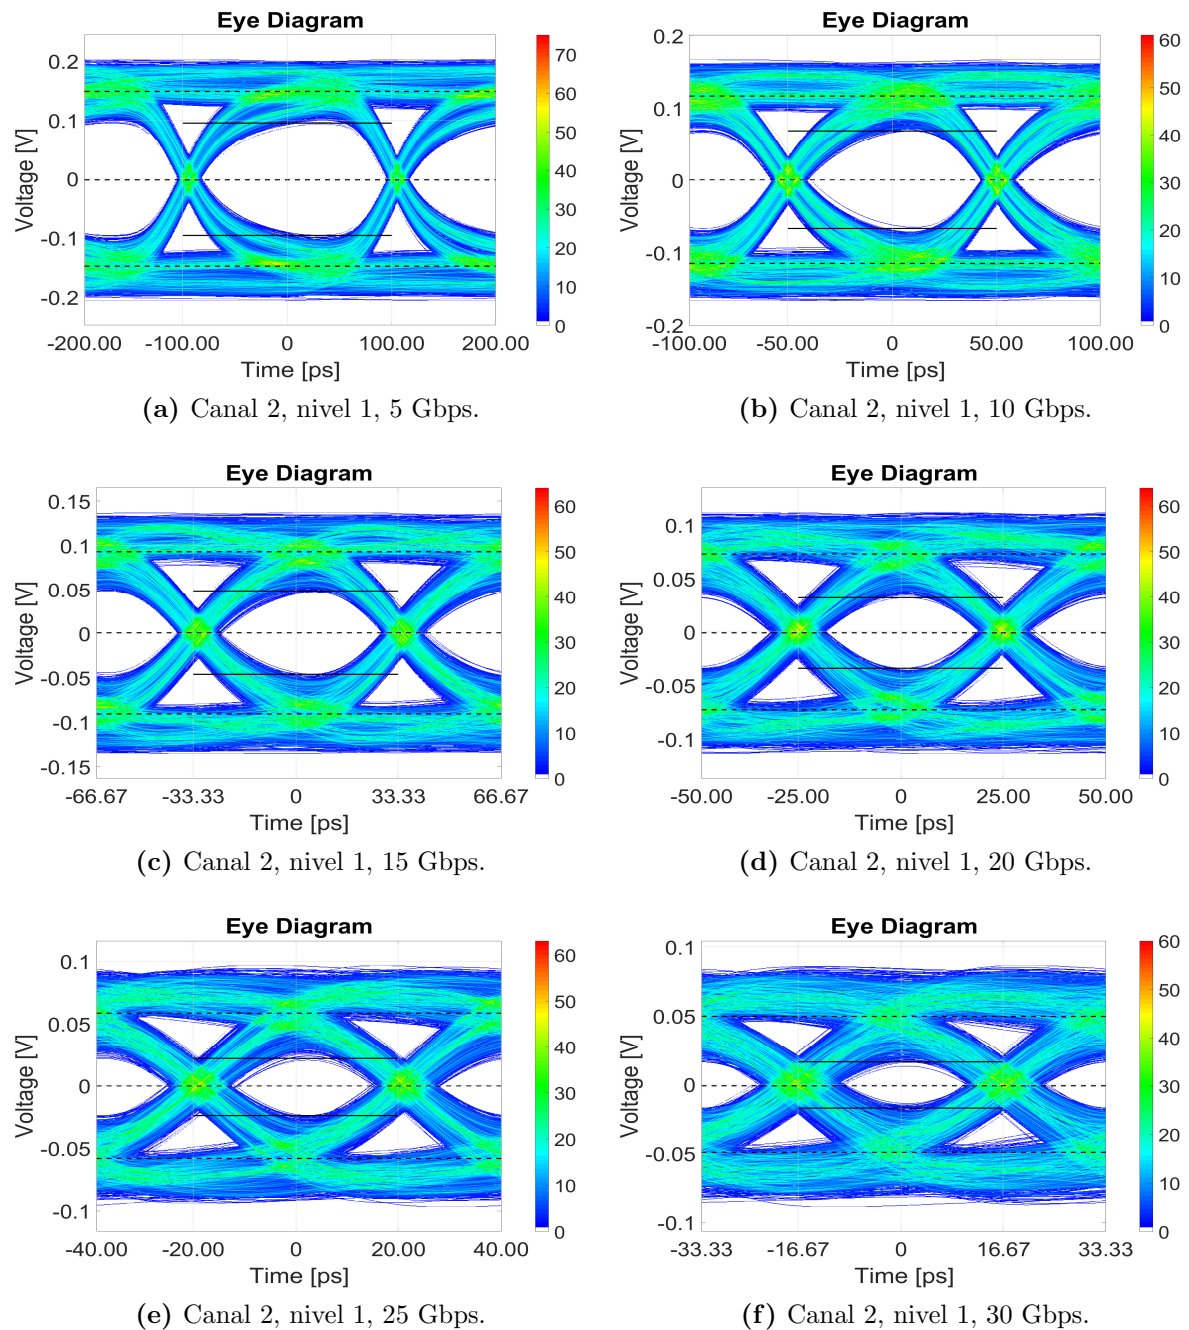 Eye Diagram
Voltage [V]
0.2
0.1
0
-0.1
-0.2
-200.00 -100.00 0 100.00 200.00
Time [ps]
70
60
50
40
30
20
10
0
(a) Canal 2, nivel 1, 5 Gbps.
Eye Diagram
Voltage [V]
0.2
0.1
0
-0.1
-0.2
-100.00 -50.00 0 50.00 100.00
Time [ps]
60
50
40
30
20
10
0
(b) Canal 2, nivel 1, 10 Gbps.
Eye Diagram
Voltage [V]
0.15
0.1
0.05
0
-0.05
-0.1
-0.15
-66.67 -33.33 0 33.33 66.67
Time [ps]
60
50
40
30
20
10
0
(c) Canal 2, nivel 1, 15 Gbps.
Eye Diagram
Voltage [V]
0.1
0.05
0
-0.05
-0.1
-50.00 -25.00 0 25.00 50.00
Time [ps]
60
50
40
30
20
10
0
(d) Canal 2, nivel 1, 20 Gbps.
Eye Diagram
Voltage [V]
0.1
0.05
0
-0.05
-0.1
-40.00 -20.00 0 20.00 40.00
Time [ps]
60
50
40
30
20
10
0
(e) Canal 2, nivel 1, 25 Gbps.
Eye Diagram
Voltage [V]
0.1
0.05
0
-0.05
-0.1
-33.33 -16.67 0 16.67 33.33
Time [ps]
60
50
40
30
20
10
0
(f) Canal 2, nivel 1, 30 Gbps.